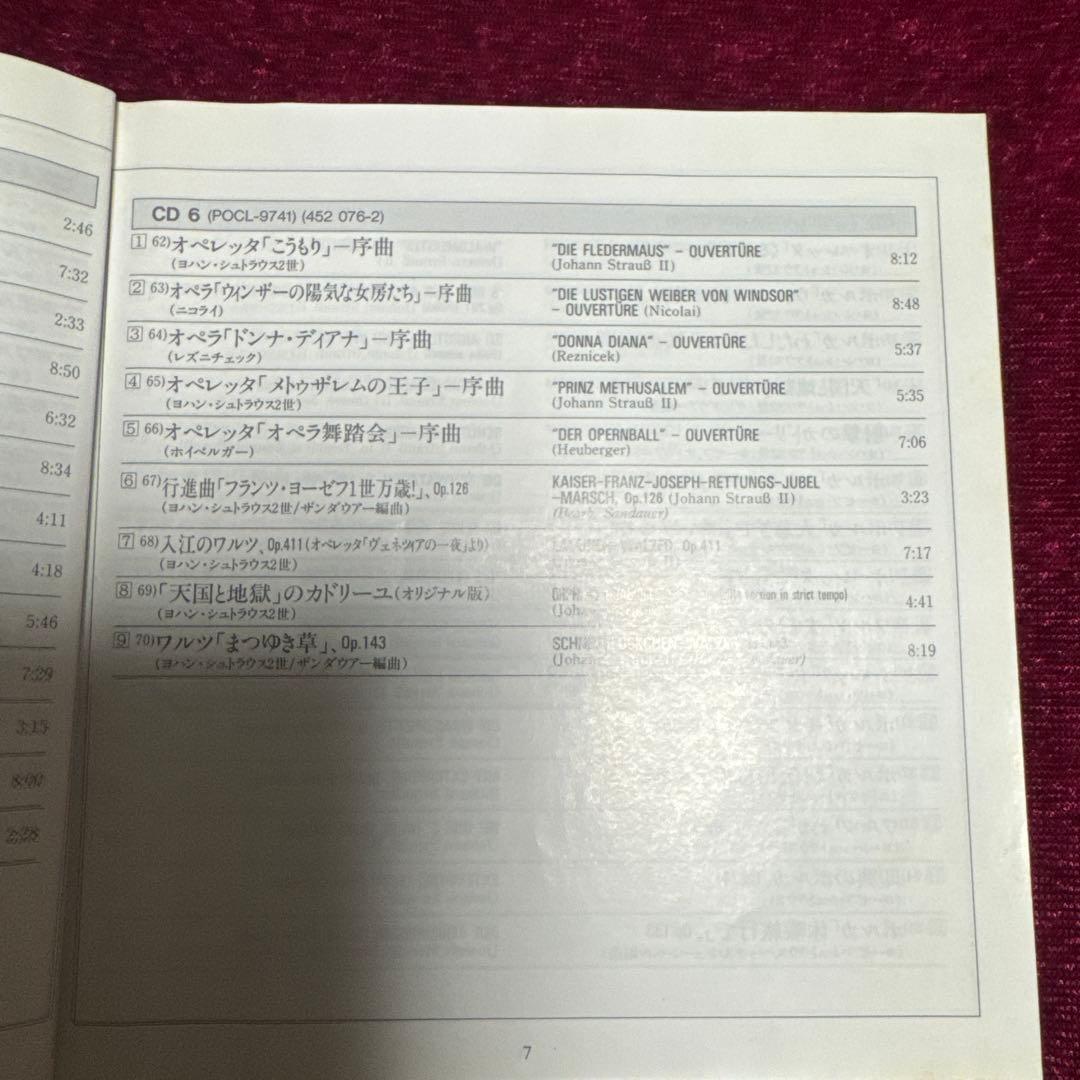 2:46
7:32
2:33
8:50
6:32
8:34
4:11
4:18
5:46
7:29
3:15
8:00
CD 6 (POCL-9741) (452 076-2)
1 62)オペレッタ「こうもり」−序曲 "DIE FLEDERMAUS" – OUVERTÜRE 8:12
(ヨハン・シュトラウス2世) (Johann Strauß II)
2 63)オペラ「ウィンザーの陽気な女房たち」−序曲 "DIE LUSTIGEN WEIBER VON WINDSOR" 8:48
(ニコライ) – OUVERTÜRE (Nicolai)
3 64)オペラ「ドンナ・ディアナ」−序曲 "DONNA DIANA" – OUVERTÜRE 5:37
(レズニチェック) (Reznicek)
4 65)オペレッタ「メトゥザレムの王子」−序曲 "PRINZ METHUSALEM" – OUVERTÜRE 5:35
(ヨハン・シュトラウス2世) (Johann Strauß II)
5 66)オペレッタ「オペラ舞踏会」−序曲 "DER OPERNBALL" – OUVERTÜRE 7:06
(ホイベルガー) (Heuberger)
6 67)行進曲「フランツ・ヨーゼフ1世万歳!」、Op.126 KAISER-FRANZ-JOSEPH-RETTUNGS-JUBEL 3:23
(ヨハン・シュトラウス2世/ザンダウアー編曲) –MARSCH, Op.126 (Johann Strauß II)
(Bearb. Sandauer)
7 68)入江のワルツ、Op.411(オペレッタ「ヴェネツィアの一夜」より) Op.411 7:17
(ヨハン・シュトラウス2世)
8 69)「天国と地獄」のカドリーユ(オリジナル版) version in strict tempo) 4:41
(ヨハン・シュトラウス2世)
9 70)ワルツ「まつゆき草」、Op.143 8:19
(ヨハン・シュトラウス2世/ザンダウアー編曲)
7